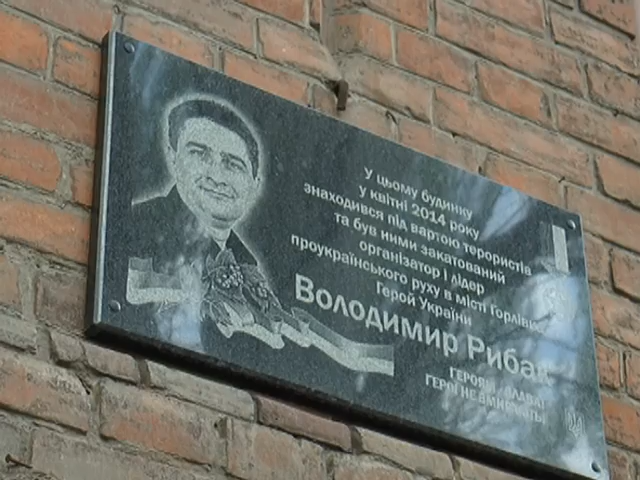 У цьому будинку
у квітні 2014 року
знаходився під вартою терористів
та був ними закатований
організатор і лідер
проукраїнського руху в місті Горлівка
Герой України
Володимир Рибак
ГЕРОЯМ СЛАВА!
ГЕРОЇ НЕ ВМИРАЮТЬ!